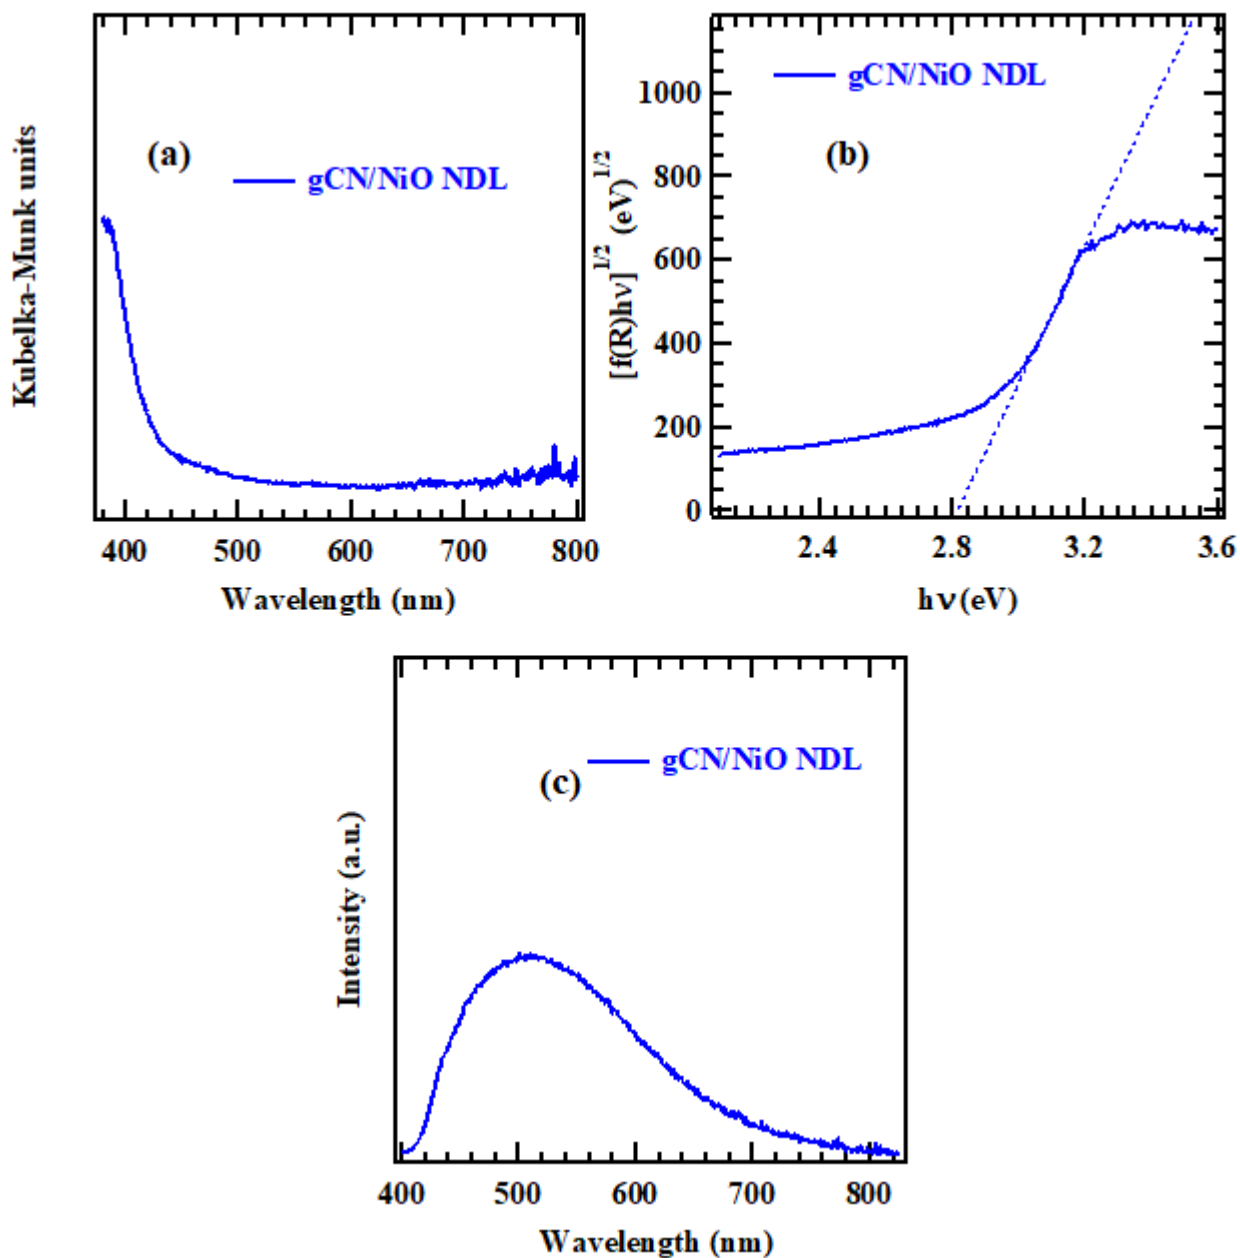 Kubelka-Munk units
(a)
gCN/NiO NDL
400 500 600 700 800
Wavelength (nm)
[f(R)hν]^1/2 (eV)^1/2
gCN/NiO NDL
(b)
1000
800
600
400
200
0
2.4 2.8 3.2 3.6
hν(eV)
Intensity (a.u.)
gCN/NiO NDL
(c)
400 500 600 700 800
Wavelength (nm)